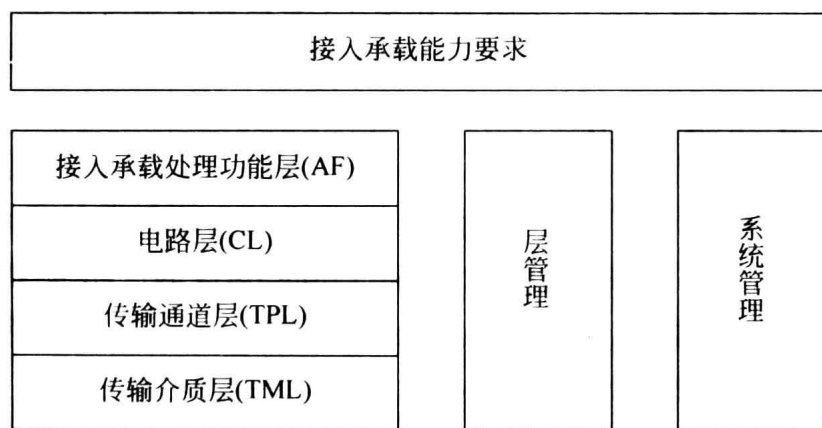 接入承载能力要求
接入承载处理功能层(AF)
电路层(CL)
传输通道层(TPL)
传输介质层(TML)
层管理
系统管理